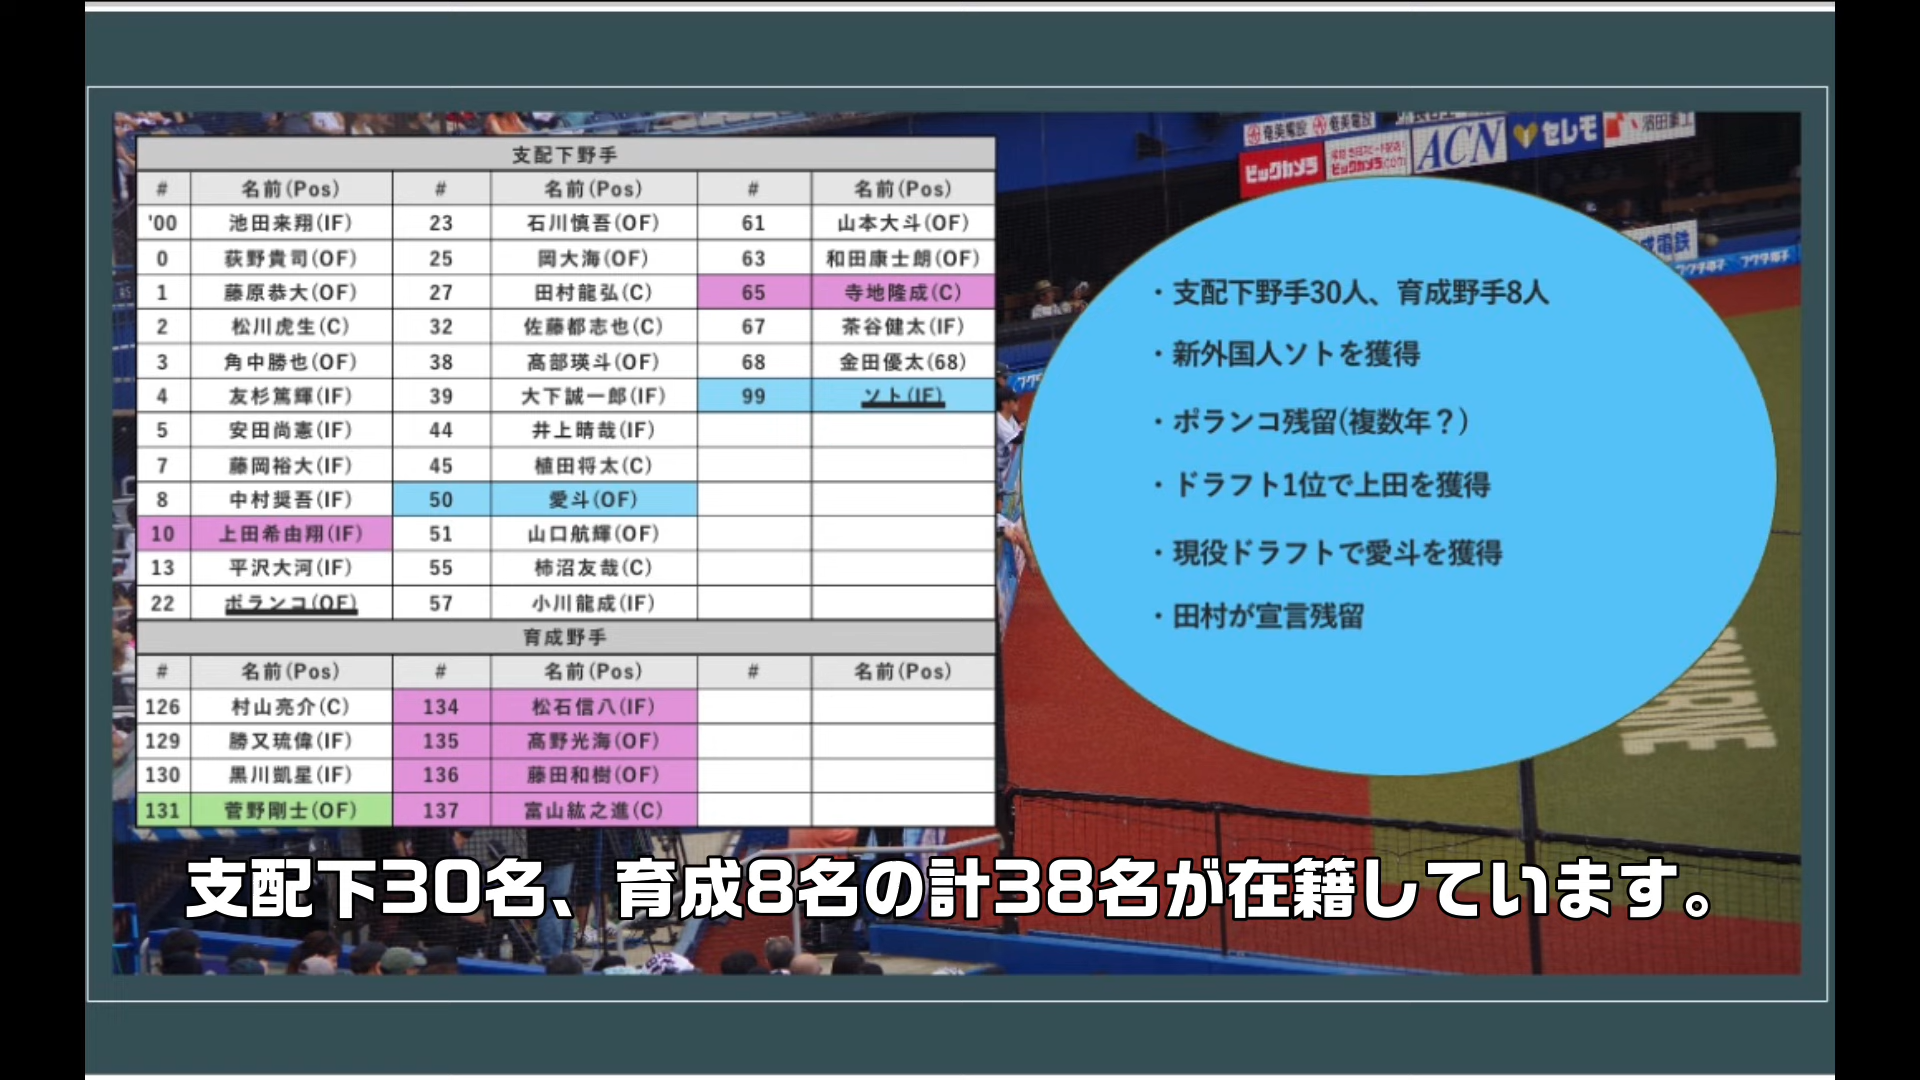 支配下野手
# 名前(Pos) # 名前(Pos) # 名前(Pos)
'00 池田来翔(IF) 23 石川慎吾(OF) 61 山本大斗(OF)
0 荻野貴司(OF) 25 岡大海(OF) 63 和田康士朗(OF)
1 藤原恭大(OF) 27 田村龍弘(C) 65 寺地隆成(C)
2 松川虎生(C) 32 佐藤都志也(C) 67 茶谷健太(IF)
3 角中勝也(OF) 38 髙部瑛斗(OF) 68 金田優太(68)
4 友杉篤輝(IF) 39 大下誠一郎(IF) 99 ソト(IF)
5 安田尚憲(IF) 44 井上晴哉(IF)
7 藤岡裕大(IF) 45 植田将太(C)
8 中村奨吾(IF) 50 愛斗(OF)
10 上田希由翔(IF) 51 山口航輝(OF)
13 平沢大河(IF) 55 柿沼友哉(C)
22 ポランコ(OF) 57 小川龍成(IF)
育成野手
# 名前(Pos) # 名前(Pos) # 名前(Pos)
126 村山亮介(C) 134 松石信八(IF)
129 勝又琉偉(IF) 135 髙野光海(OF)
130 黒川凱星(IF) 136 藤田和樹(OF)
131 菅野剛士(OF) 137 富山紘之進(C)
・支配下野手30人、育成野手8人
・新外国人ソトを獲得
・ポランコ残留(複数年？)
・ドラフト1位で上田を獲得
・現役ドラフトで愛斗を獲得
・田村が宣言残留
奄美電設 奄美電設
ビックカメラ
ビックカメラ.com
ACN
セレモ
支配下30名、育成8名の計38名が在籍しています。